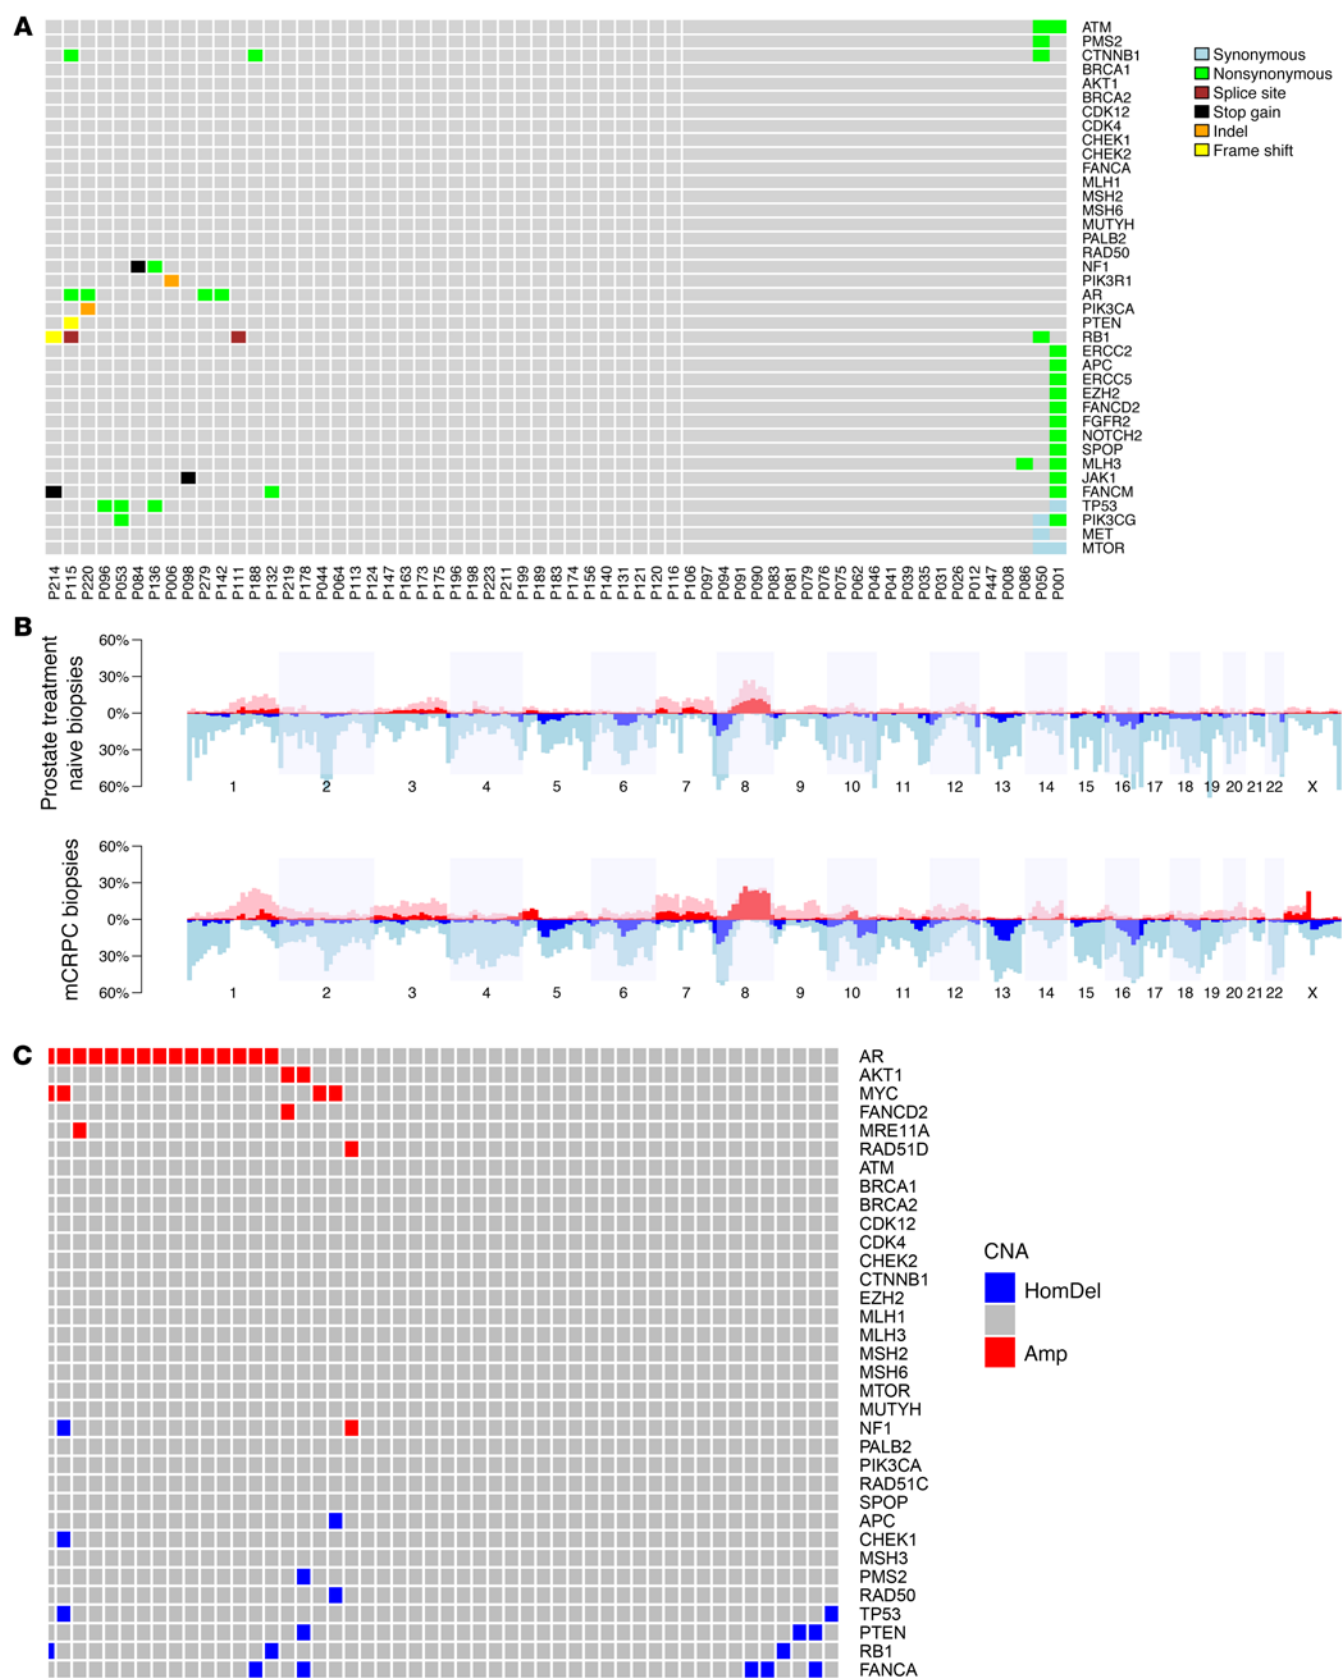 A
ATM
PMS2
CTNNB1
BRCA1
AKT1
BRCA2
CDK12
CDK4
CHEK1
CHEK2
FANCA
MLH1
MSH2
MSH6
MUTYH
PALB2
RAD50
NF1
PIK3R1
AR
PIK3CA
PTEN
RB1
ERCC2
APC
ERCC5
EZH2
FANCD2
FGFR2
NOTCH2
SPOP
MLH3
JAK1
FANCM
TP53
PIK3CG
MET
MTOR
Synonymous
Nonsynonymous
Splice site
Stop gain
Indel
Frame shift
P214 P115 P220 P096 P053 P084 P136 P006 P098 P279 P142 P111 P188 P132 P219 P178 P044 P064 P113 P124 P147 P163 P173 P175 P196 P198 P223 P211 P199 P189 P183 P174 P156 P140 P131 P121 P120 P116 P106 P097 P094 P091 P090 P083 P081 P079 P076 P075 P062 P046 P041 P039 P035 P031 P026 P012 P447 P008 P086 P050 P001
B
Prostate treatment
naive biopsies
60%
30%
0%
30%
60%
1 2 3 4 5 6 7 8 9 10 11 12 13 14 15 16 17 18 19 20 21 22 X
mCRPC biopsies
60%
30%
0%
30%
60%
1 2 3 4 5 6 7 8 9 10 11 12 13 14 15 16 17 18 19 20 21 22 X
C
AR
AKT1
MYC
FANCD2
MRE11A
RAD51D
ATM
BRCA1
BRCA2
CDK12
CDK4
CHEK2
CTNNB1
EZH2
MLH1
MLH3
MSH2
MSH6
MTOR
MUTYH
NF1
PALB2
PIK3CA
RAD51C
SPOP
APC
CHEK1
MSH3
PMS2
RAD50
TP53
PTEN
RB1
FANCA
CNA
HomDel
Amp